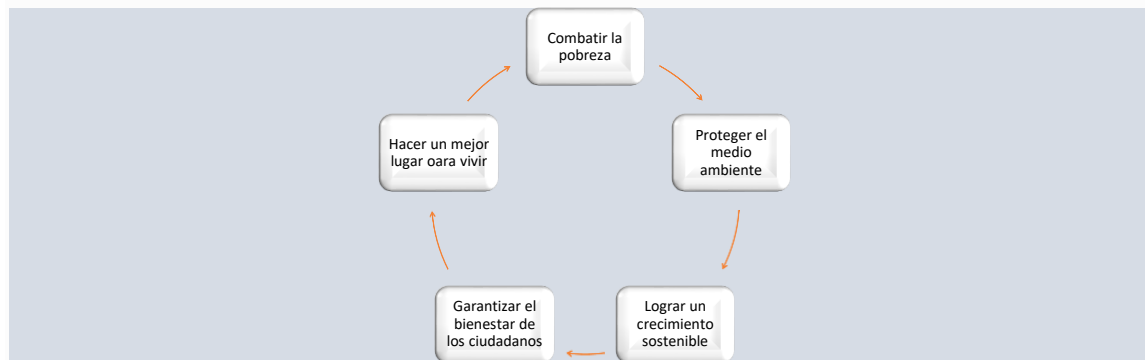 Combatir la
pobreza
Proteger el
medio
ambiente
Lograr un
crecimiento
sostenible
Garantizar el
bienestar de
los ciudadanos
Hacer un mejor
lugar oara vivir